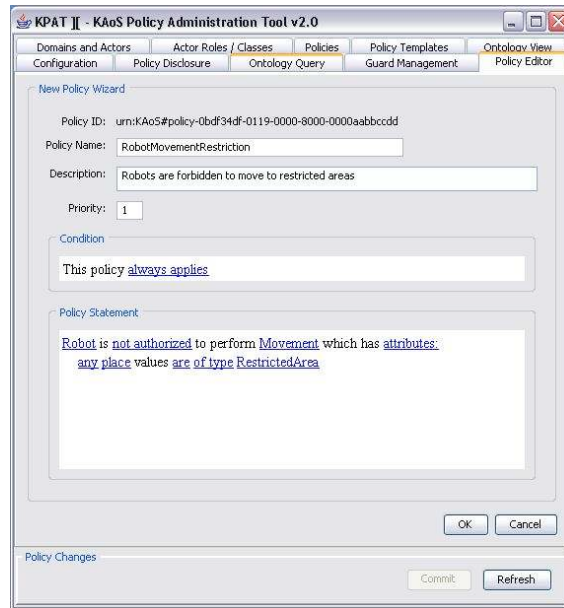 KPAT ][ - KAoS Policy Administration Tool v2.0
Domains and Actors Actor Roles / Classes Policies Policy Templates Ontology View
Configuration Policy Disclosure Ontology Query Guard Management Policy Editor
New Policy Wizard
Policy ID: urn:KAoS#policy-0bdf34df-0119-0000-8000-0000aabbccdd
Policy Name: RobotMovementRestriction
Description: Robots are forbidden to move to restricted areas
Priority: 1
Condition
This policy always applies
Policy Statement
Robot is not authorized to perform Movement which has attributes:
any place values are of type RestrictedArea
OK Cancel
Policy Changes
Commit Refresh